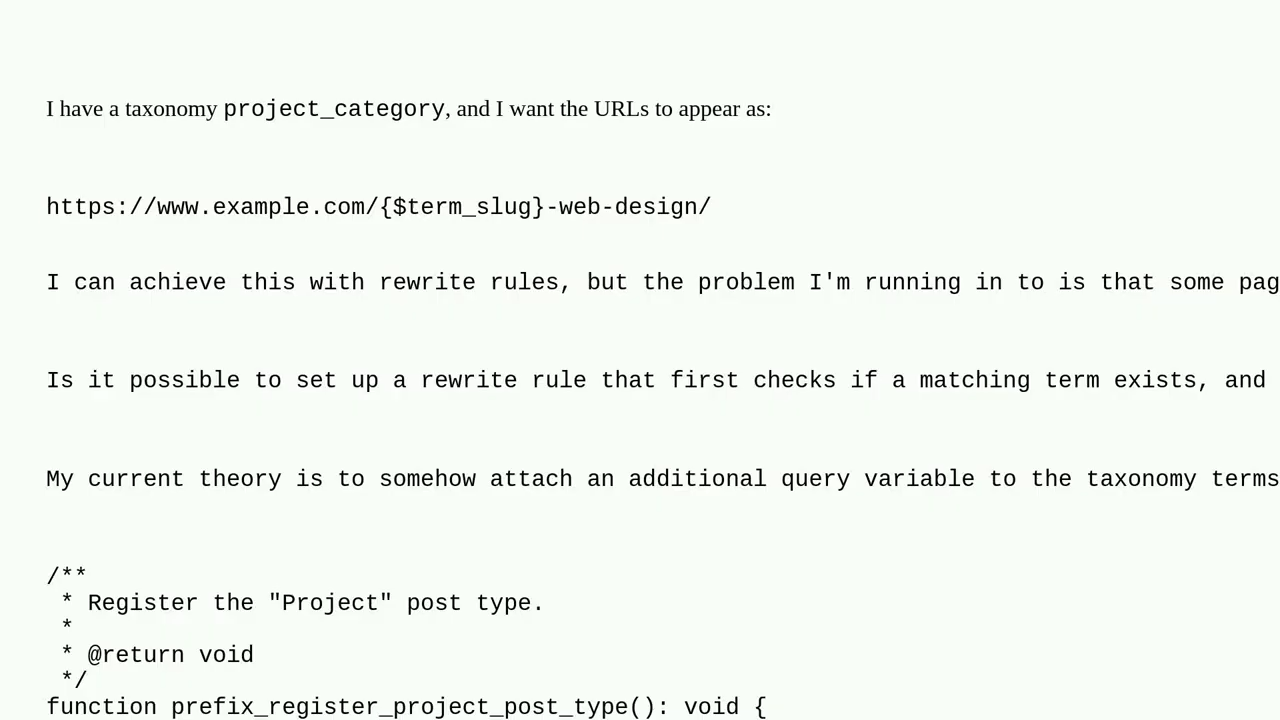 I have a taxonomy project_category, and I want the URLs to appear as:
https://www.example.com/{$term_slug}-web-design/
I can achieve this with rewrite rules, but the problem I'm running in to is that some pag
Is it possible to set up a rewrite rule that first checks if a matching term exists, and
My current theory is to somehow attach an additional query variable to the taxonomy terms
/**
 * Register the "Project" post type.
 *
 * @return void
 */
function prefix_register_project_post_type(): void {